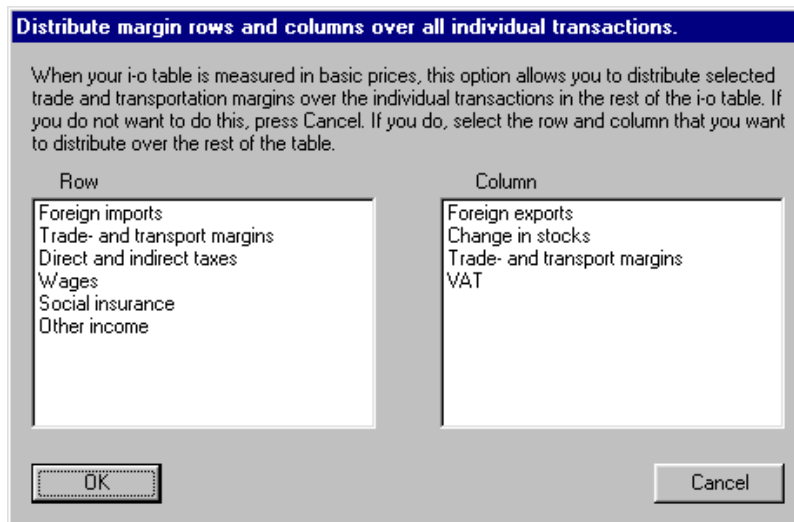 Distribute margin rows and columns over all individual transactions.
When your i-o table is measured in basic prices, this option allows you to distribute selected
trade and transportation margins over the individual transactions in the rest of the i-o table. If
you do not want to do this, press Cancel. If you do, select the row and column that you want
to distribute over the rest of the table.
Row
Foreign imports
Trade- and transport margins
Direct and indirect taxes
Wages
Social insurance
Other income
Column
Foreign exports
Change in stocks
Trade- and transport margins
VAT
OK
Cancel